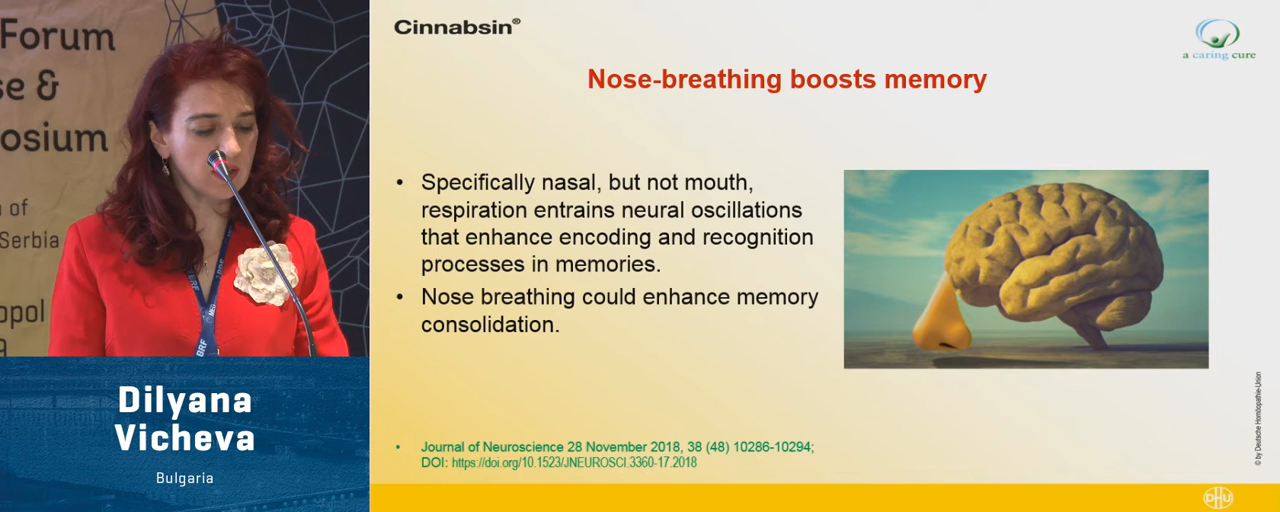 Forum
se &
osium
of
Serbia
opol
BRF
Dilyana
Vicheva
Bulgaria
Cinnabsin®
a caring cure
Nose-breathing boosts memory
• Specifically nasal, but not mouth,
respiration entrains neural oscillations
that enhance encoding and recognition
processes in memories.
• Nose breathing could enhance memory
consolidation.
• Journal of Neuroscience 28 November 2018, 38 (48) 10286-10294;
DOI: https://doi.org/10.1523/JNEUROSCI.3360-17.2018
© by Deutsche Homöopathie-Union
DHU